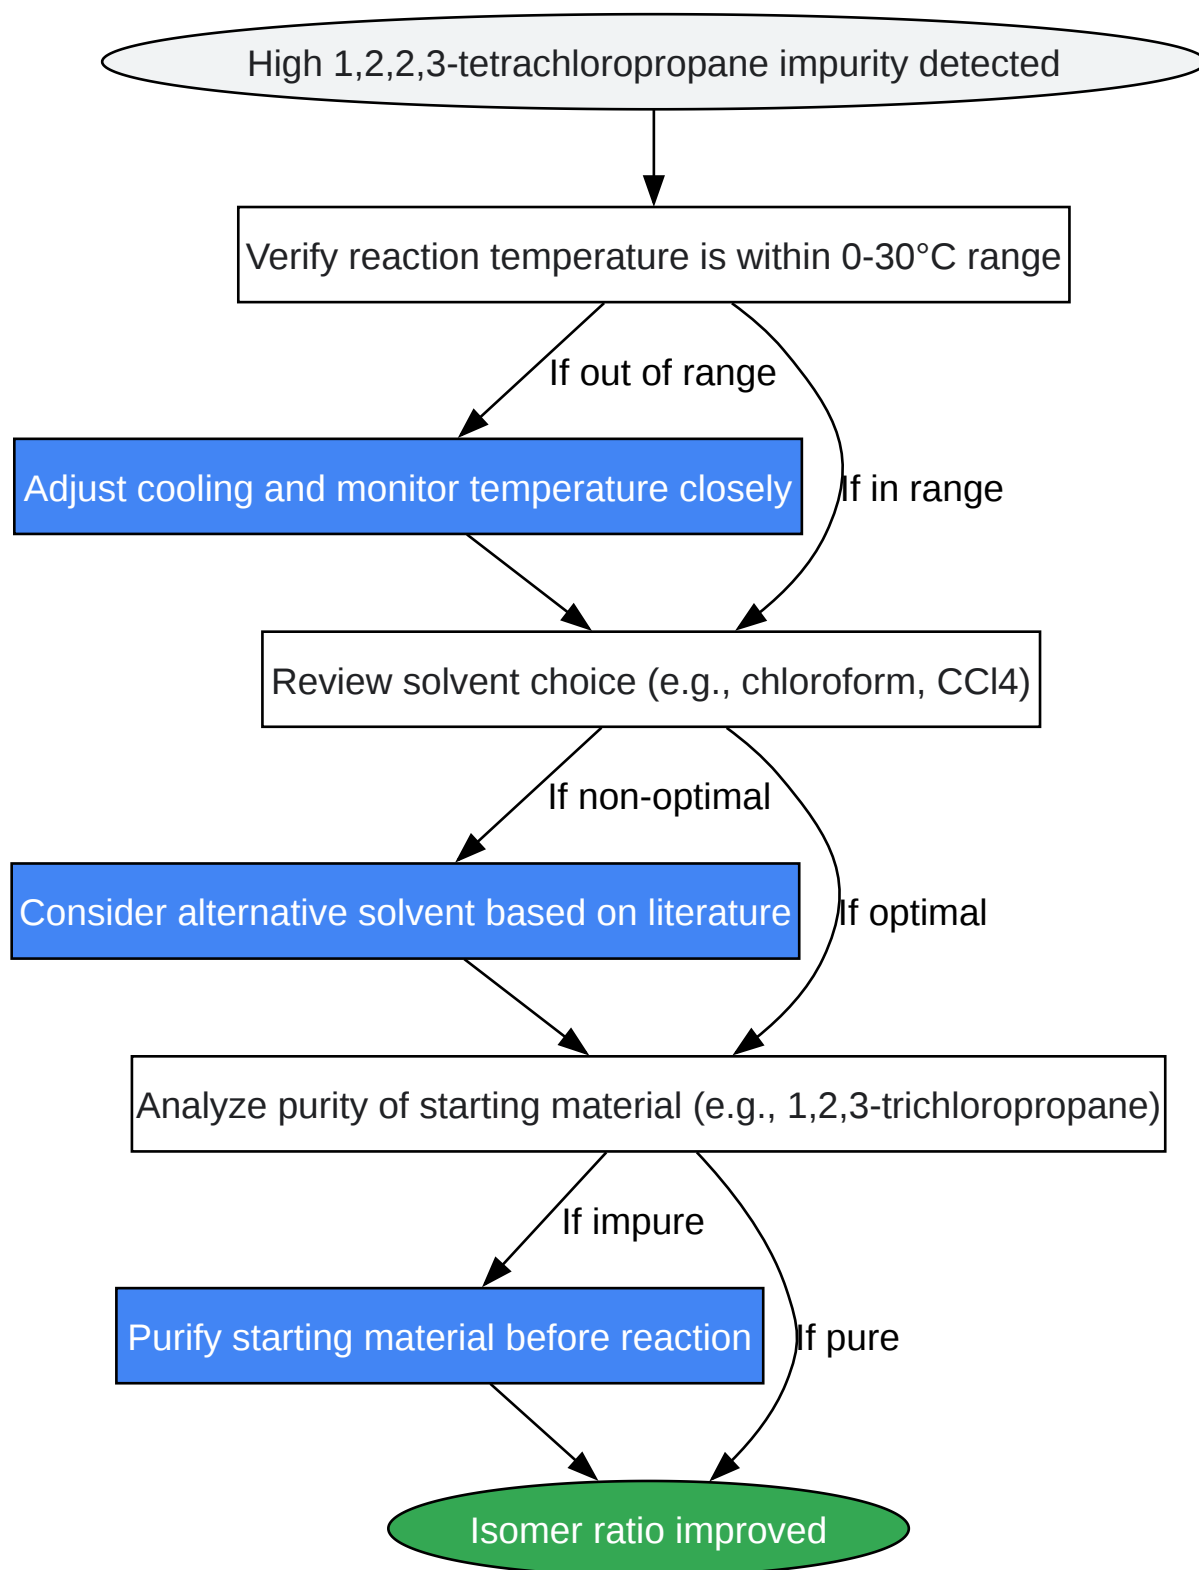 High 1,2,2,3-tetrachloropropane impurity detected
Verify reaction temperature is within 0-30°C range
If out of range
Adjust cooling and monitor temperature closely
If in range
Review solvent choice (e.g., chloroform, CCl4)
If non-optimal
Consider alternative solvent based on literature
If optimal
Analyze purity of starting material (e.g., 1,2,3-trichloropropane)
If impure
Purify starting material before reaction
If pure
Isomer ratio improved